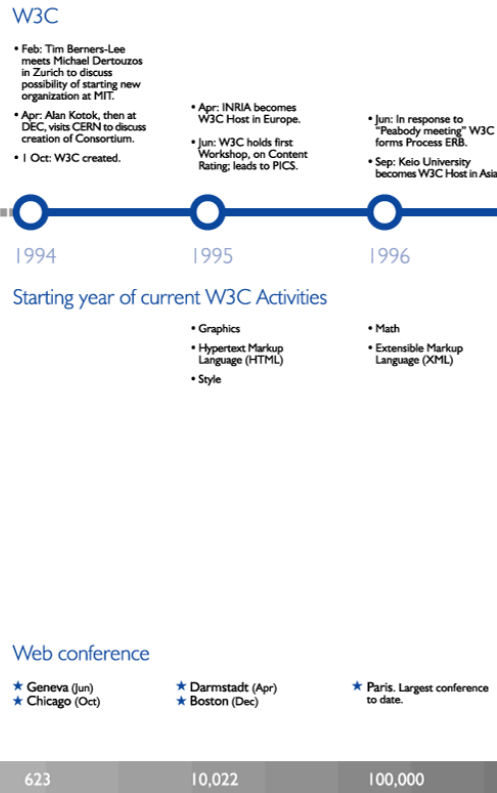 W3C
• Feb: Tim Berners-Lee
meets Michael Dertouzos
in Zurich to discuss
possibility of starting new
organization at MIT.
• Apr: Alan Kotok, then at
DEC, visits CERN to discuss
creation of Consortium.
• 1 Oct: W3C created.
• Apr: INRIA becomes
W3C Host in Europe.
• Jun: W3C holds first
Workshop, on Content
Rating; leads to PICS.
• Jun: In response to
"Peabody meeting" W3C
forms Process ERB.
• Sep: Keio University
becomes W3C Host in Asia
1994
1995
1996
Starting year of current W3C Activities
• Graphics
• Hypertext Markup
Language (HTML)
• Style
• Math
• Extensible Markup
Language (XML)
Web conference
★ Geneva (Jun)
★ Chicago (Oct)
★ Darmstadt (Apr)
★ Boston (Dec)
★ Paris. Largest conference
to date.
623
10,022
100,000